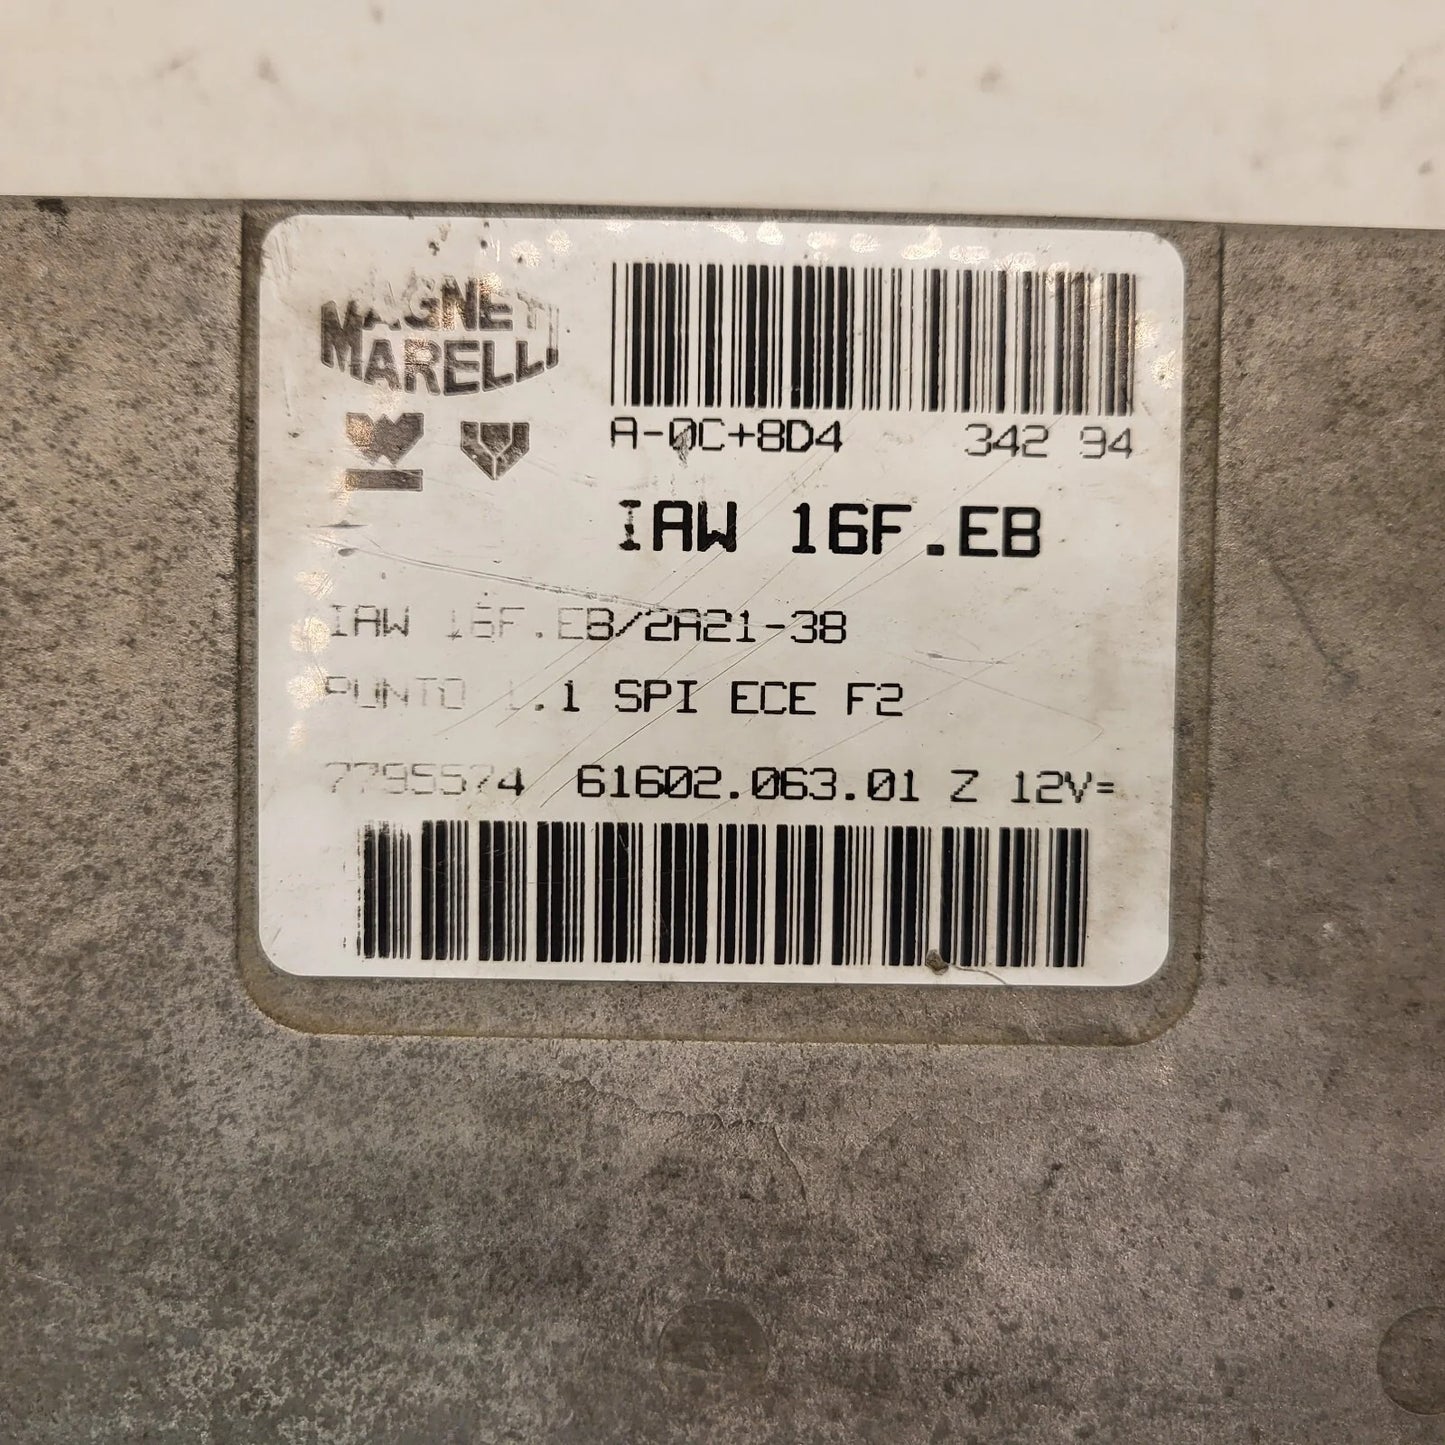 MAGNETI
MARELLI
A-0C+8D4 342 94
IAW 16F.EB
IAW 16F.EB/2A21-38
PUNTO 1.1 SPI ECE F2
7795574 61602.063.01 Z 12V=